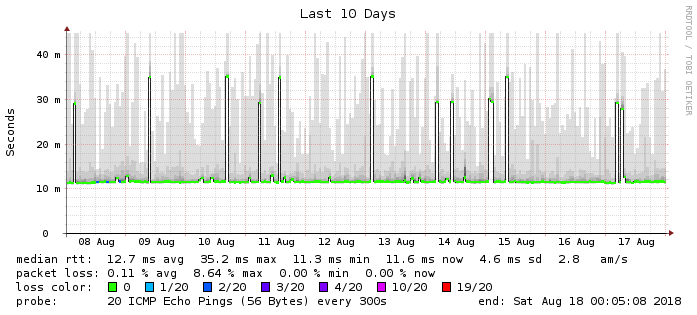 Last 10 Days
RRDTOOL / TOBI OETIKER
Seconds
40 m
30 m
20 m
10 m
0
08 Aug 09 Aug 10 Aug 11 Aug 12 Aug 13 Aug 14 Aug 15 Aug 16 Aug 17 Aug
median rtt: 12.7 ms avg 35.2 ms max 11.3 ms min 11.6 ms now 4.6 ms sd 2.8 am/s
packet loss: 0.11 % avg 8.64 % max 0.00 % min 0.00 % now
loss color: 0 1/20 2/20 3/20 4/20 10/20 19/20
probe: 20 ICMP Echo Pings (56 Bytes) every 300s end: Sat Aug 18 00:05:08 2018